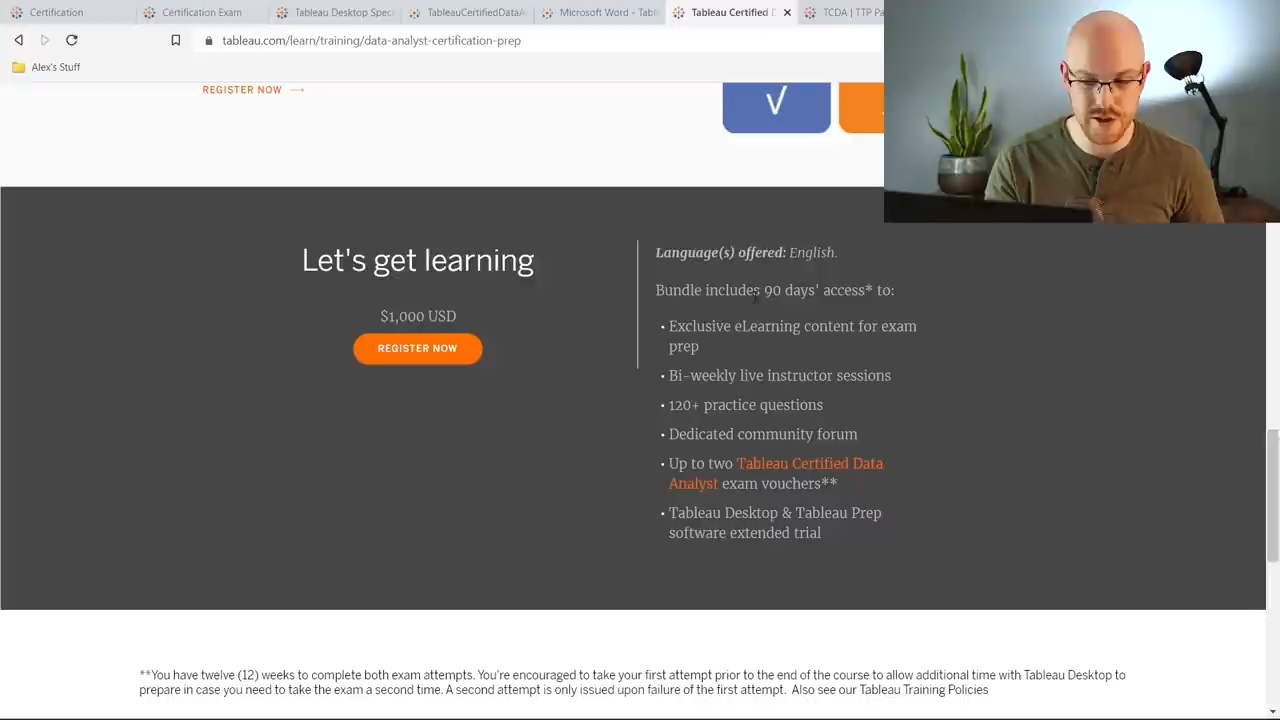 Certification
Certification Exam
Tableau Desktop Spec
TableauCertifiedDataA
Microsoft Word - Table
Tableau Certified D
TCDA | TTP Pa
tableau.com/learn/training/data-analyst-certification-prep
Alex's Stuff
REGISTER NOW →
√
Let's get learning
$1,000 USD
REGISTER NOW
Language(s) offered: English.
Bundle includes 90 days' access* to:
• Exclusive eLearning content for exam
prep
• Bi-weekly live instructor sessions
• 120+ practice questions
• Dedicated community forum
• Up to two Tableau Certified Data
Analyst exam vouchers**
• Tableau Desktop & Tableau Prep
software extended trial
**You have twelve (12) weeks to complete both exam attempts. You're encouraged to take your first attempt prior to the end of the course to allow additional time with Tableau Desktop to
prepare in case you need to take the exam a second time. A second attempt is only issued upon failure of the first attempt. Also see our Tableau Training Policies